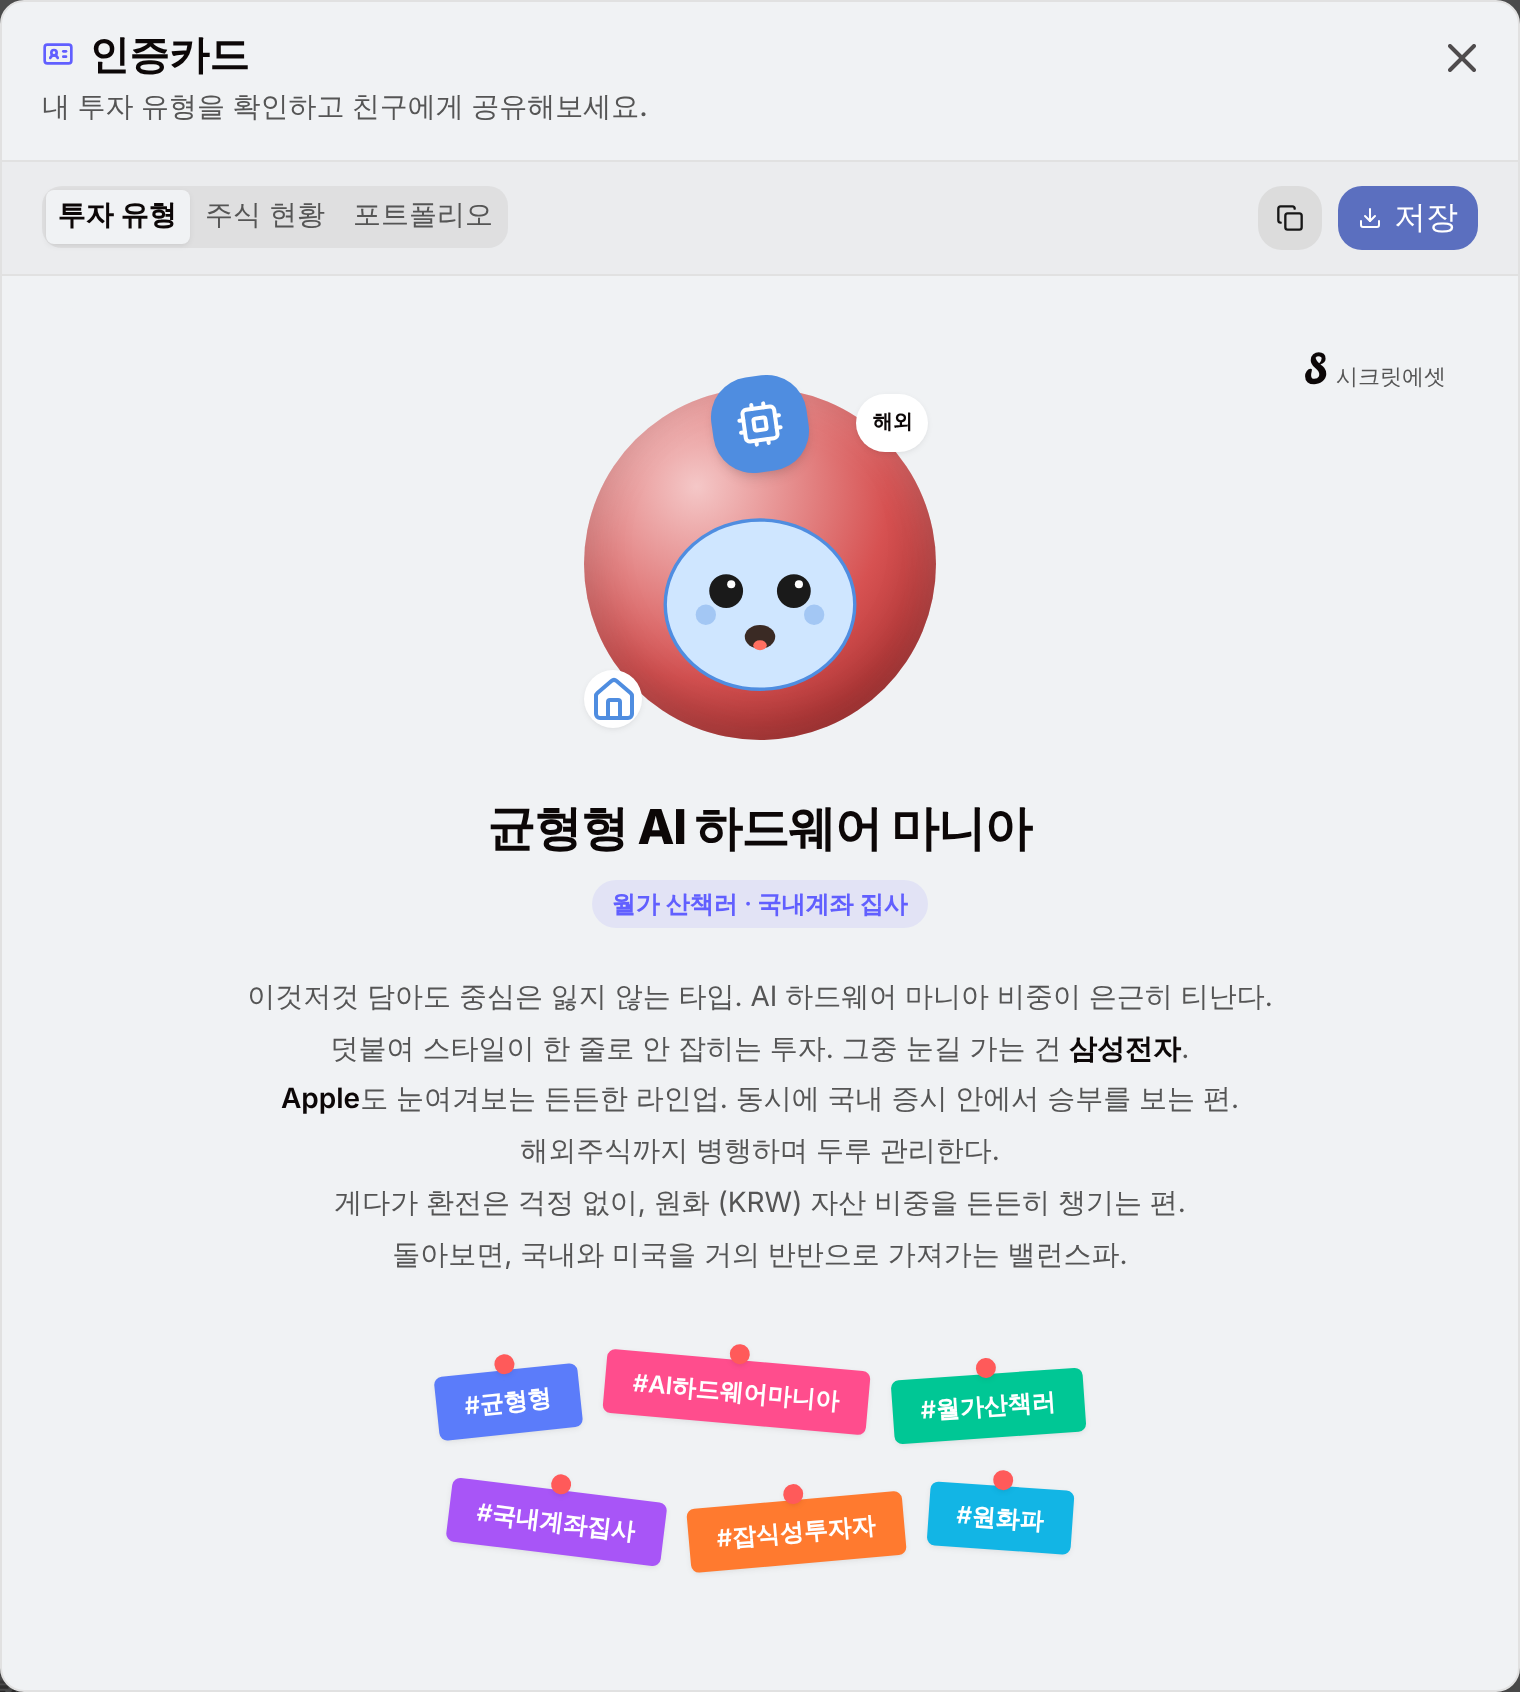 인증카드
내 투자 유형을 확인하고 친구에게 공유해보세요.
투자 유형 주식 현황 포트폴리오 저장
S 시크릿에셋
해외
균형형 AI 하드웨어 마니아
월가 산책러 · 국내계좌 집사
이것저것 담아도 중심은 잃지 않는 타입. AI 하드웨어 마니아 비중이 은근히 티난다.
덧붙여 스타일이 한 줄로 안 잡히는 투자. 그중 눈길 가는 건 삼성전자.
Apple도 눈여겨보는 든든한 라인업. 동시에 국내 증시 안에서 승부를 보는 편.
해외주식까지 병행하며 두루 관리한다.
게다가 환전은 걱정 없이, 원화 (KRW) 자산 비중을 든든히 챙기는 편.
돌아보면, 국내와 미국을 거의 반반으로 가져가는 밸런스파.
#균형형 #AI하드웨어마니아 #월가산책러
#국내계좌집사 #잡식성투자자 #원화파